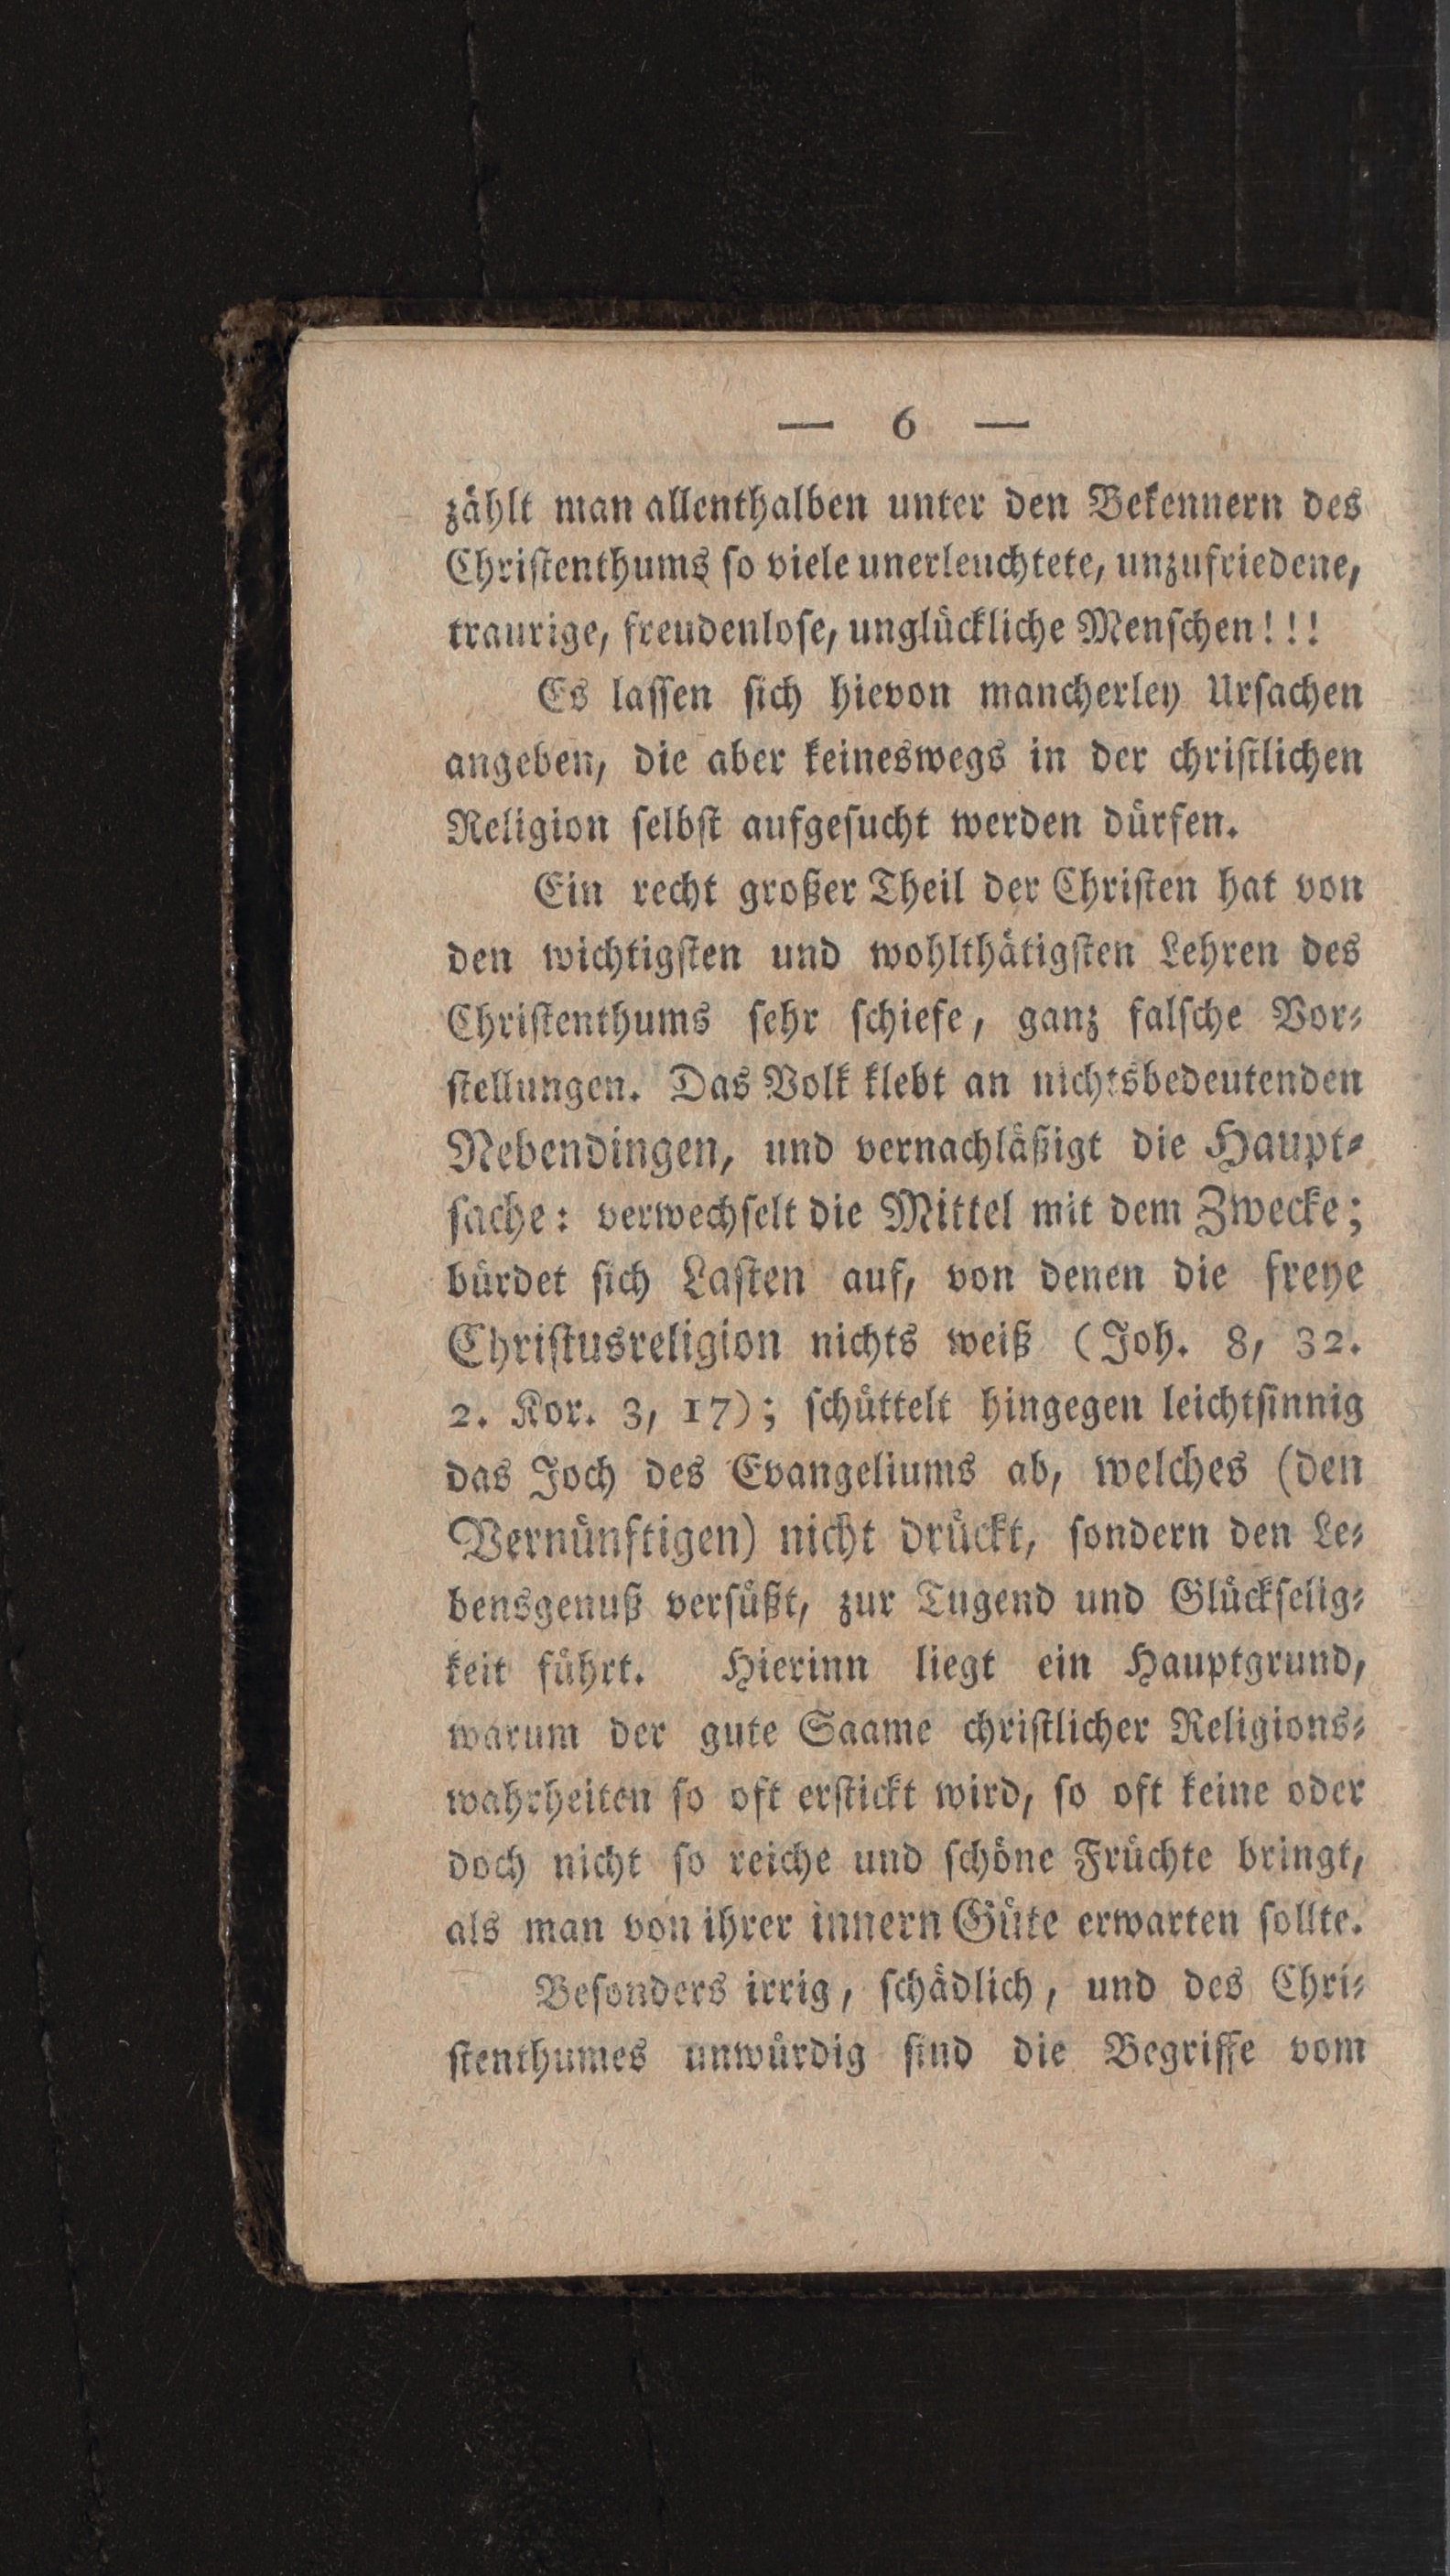 — 6 —
zählt man allenthalben unter den Bekennern des
Christenthums so viele unerleuchtete, unzufriedene,
traurige, freudenlose, unglückliche Menschen!!!
Es lassen sich hievon mancherley Ursachen
angeben, die aber keineswegs in der christlichen
Religion selbst aufgesucht werden dürfen.
Ein recht großer Theil der Christen hat von
den wichtigsten und wohlthätigsten Lehren des
Christenthums sehr schiefe, ganz falsche Vor-
stellungen. Das Volk klebt an nichtsbedeutenden
Nebendingen, und vernachläßigt die Haupt-
sache: verwechselt die Mittel mit dem Zwecke;
bürdet sich Lasten auf, von denen die freye
Christusreligion nichts weiß (Joh. 8, 32.
2. Kor. 3, 17); schüttelt hingegen leichtsinnig
das Joch des Evangeliums ab, welches (den
Vernünftigen) nicht drückt, sondern den Le-
bensgenuß versüßt, zur Tugend und Glückselig-
keit führt. Hierinn liegt ein Hauptgrund,
warum der gute Saame christlicher Religions-
wahrheiten so oft erstickt wird, so oft keine oder
doch nicht so reiche und schöne Früchte bringt,
als man von ihrer innern Güte erwarten sollte.
Besonders irrig, schädlich, und des Chri-
stenthumes unwürdig sind die Begriffe vom